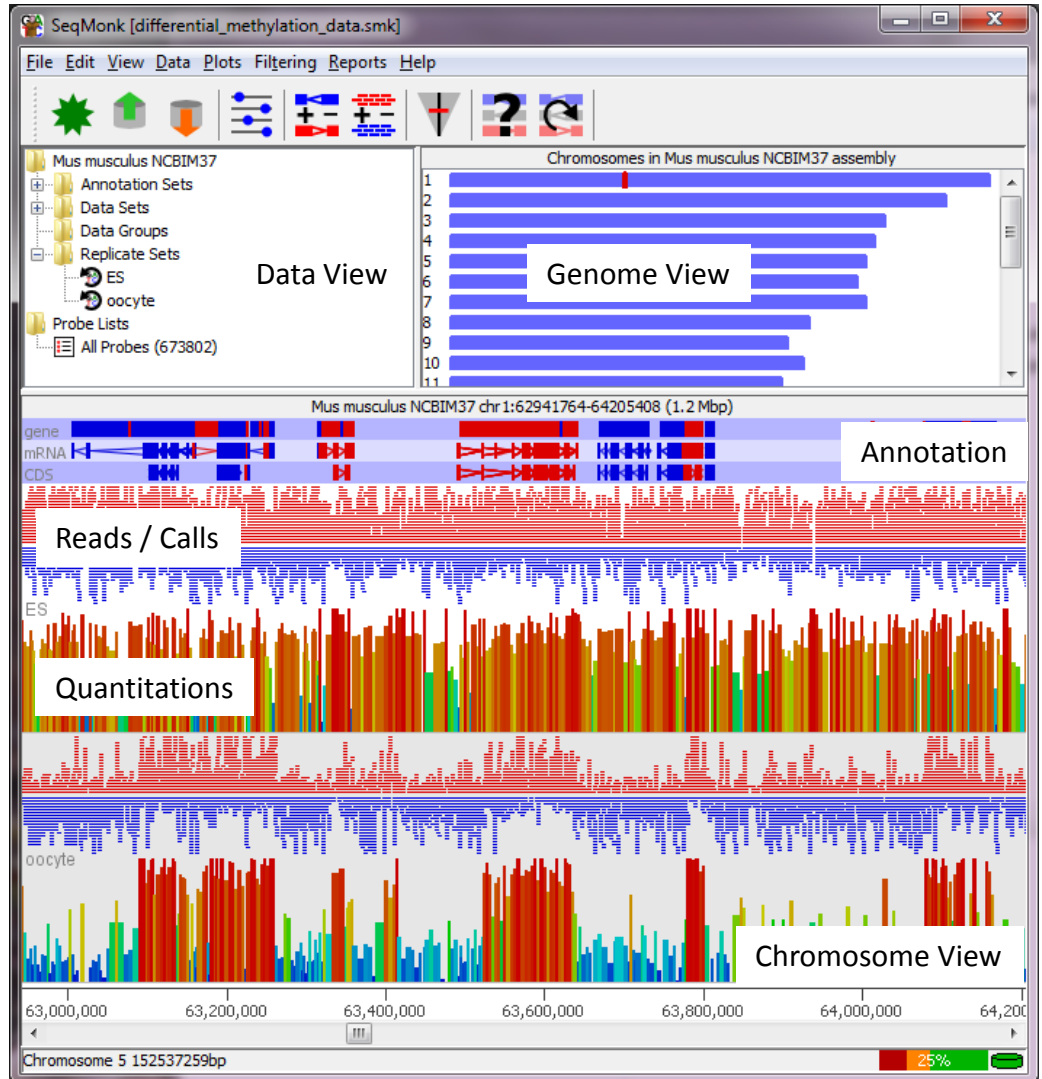 SeqMonk [differential_methylation_data.smk]
File Edit View Data Plots Filtering Reports Help
Mus musculus NCBIM37
Annotation Sets
Data Sets
Data Groups
Replicate Sets
ES
oocyte
Probe Lists
All Probes (673802)
Data View
Chromosomes in Mus musculus NCBIM37 assembly
1
2
3
4
5
6
7
8
9
10
11
Genome View
Mus musculus NCBIM37 chr1:62941764-64205408 (1.2 Mbp)
gene
mRNA
CDS
Annotation
Reads / Calls
ES
Quantitations
oocyte
Chromosome View
63,000,000 63,200,000 63,400,000 63,600,000 63,800,000 64,000,000 64,200
Chromosome 5 152537259bp
25%